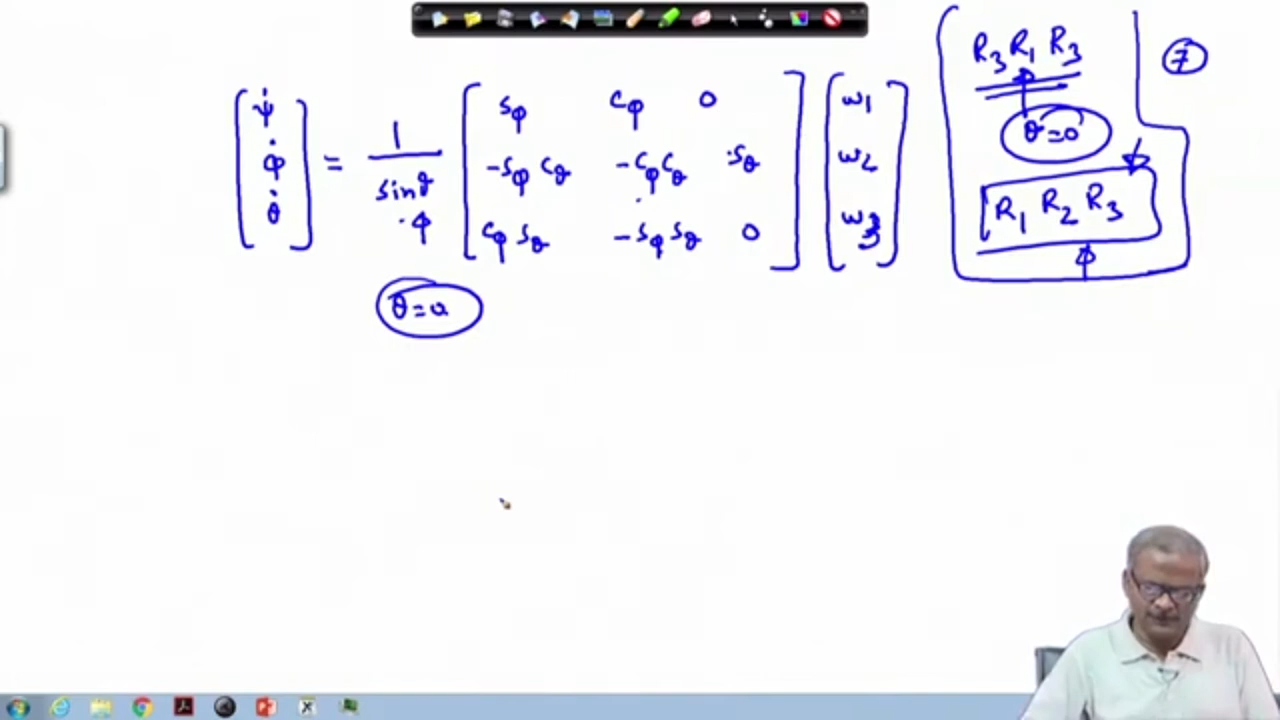 [ψ̇ φ̇ θ̇] = 1/sinθ [sφ cφ 0
-sφ cθ -cφ cθ sθ
cφ sθ -sφ sθ 0] [ω1 ω2 ω3]
θ=0
R3 R1 R3
θ=0
R1 R2 R3
7